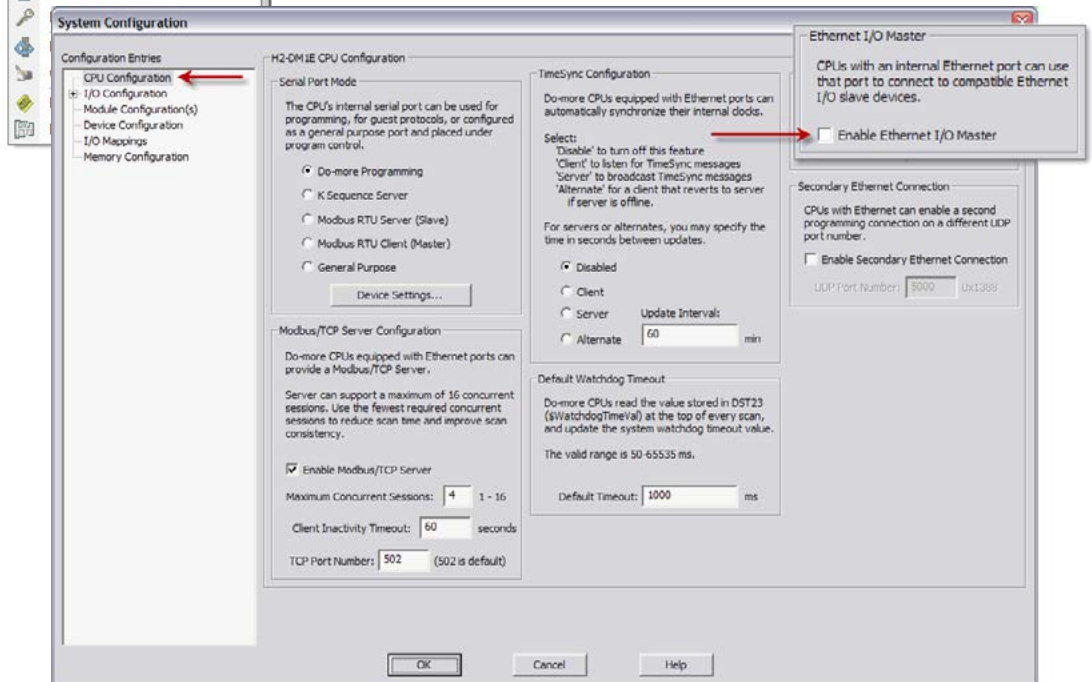 System Configuration
Configuration Entries
CPU Configuration
I/O Configuration
Module Configuration(s)
Device Configuration
I/O Mappings
Memory Configuration
H2-DM1E CPU Configuration
Serial Port Mode
The CPU's internal serial port can be used for
programming, for guest protocols, or configured
as a general purpose port and placed under
program control.
Do-more Programming
K Sequence Server
Modbus RTU Server (Slave)
Modbus RTU Client (Master)
General Purpose
Device Settings...
Modbus/TCP Server Configuration
Do-more CPUs equipped with Ethernet ports can
provide a Modbus/TCP Server.
Server can support a maximum of 16 concurrent
sessions. Use the fewest required concurrent
sessions to reduce scan time and improve scan
consistency.
Enable Modbus/TCP Server
Maximum Concurrent Sessions: 4 1 - 16
Client Inactivity Timeout: 60 seconds
TCP Port Number: 502 (502 is default)
TimeSync Configuration
Do-more CPUs equipped with Ethernet ports can
automatically synchronize their internal clocks.
Select:
'Disable' to turn off this feature
'Client' to listen for TimeSync messages
'Server' to broadcast TimeSync messages
'Alternate' for a client that reverts to server
if server is offline.
For servers or alternates, you may specify the
time in seconds between updates.
Disabled
Client
Server Update Interval:
Alternate 60 min
Default Watchdog Timeout
Do-more CPUs read the value stored in DST23
($WatchdogTimeVal) at the top of every scan,
and update the system watchdog timeout value.
The valid range is 50-65535 ms.
Default Timeout: 1000 ms
Ethernet I/O Master
CPUs with an internal Ethernet port can use
that port to connect to compatible Ethernet
I/O slave devices.
Enable Ethernet I/O Master
Secondary Ethernet Connection
CPUs with Ethernet can enable a second
programming connection on a different UDP
port number.
Enable Secondary Ethernet Connection
UDP Port Number: 5000 0x1388
OK
Cancel
Help